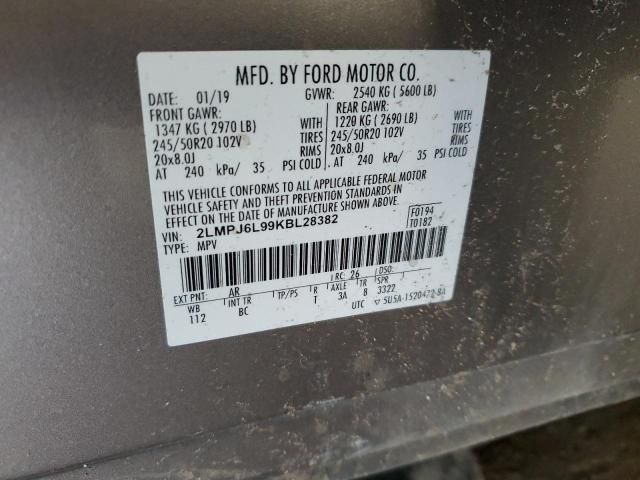 MFD. BY FORD MOTOR CO.
DATE: 01/19 GVWR: 2540 KG ( 5600 LB)
FRONT GAWR: REAR GAWR:
1347 KG ( 2970 LB) WITH 1220 KG ( 2690 LB) WITH
245/50R20 102V TIRES 245/50R20 102V TIRES
20x8.0J RIMS 20x8.0J RIMS
AT 240 kPa/ 35 PSI COLD AT 240 kPa/ 35 PSI COLD
THIS VEHICLE CONFORMS TO ALL APPLICABLE FEDERAL MOTOR
VEHICLE SAFETY AND THEFT PREVENTION STANDARDS IN
EFFECT ON THE DATE OF MANUFACTURE SHOWN ABOVE.
VIN: 2LMPJ6L99KBL28382 F0194
TYPE: MPV T0182
RC: 26 DSO:
EXT PNT: AR
WB INT TR TP/PS R AXLE TR SPR
112 BC T 3A 8 3322
UTC ▽ 5U5A-1520472-BA